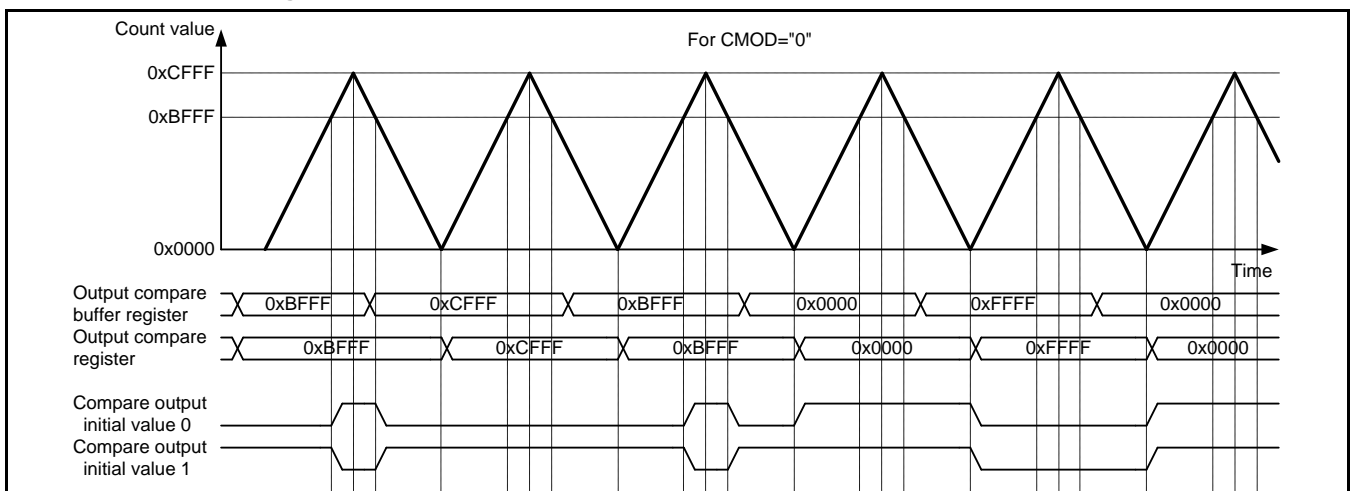 Count value
For CMOD="0"
0xCFFF
0xBFFF
0x0000
Time
Output compare
buffer register
0xBFFF 0xCFFF 0xBFFF 0x0000 0xFFFF 0x0000
Output compare
register
0xBFFF 0xCFFF 0xBFFF 0x0000 0xFFFF 0x0000
Compare output
initial value 0
Compare output
initial value 1